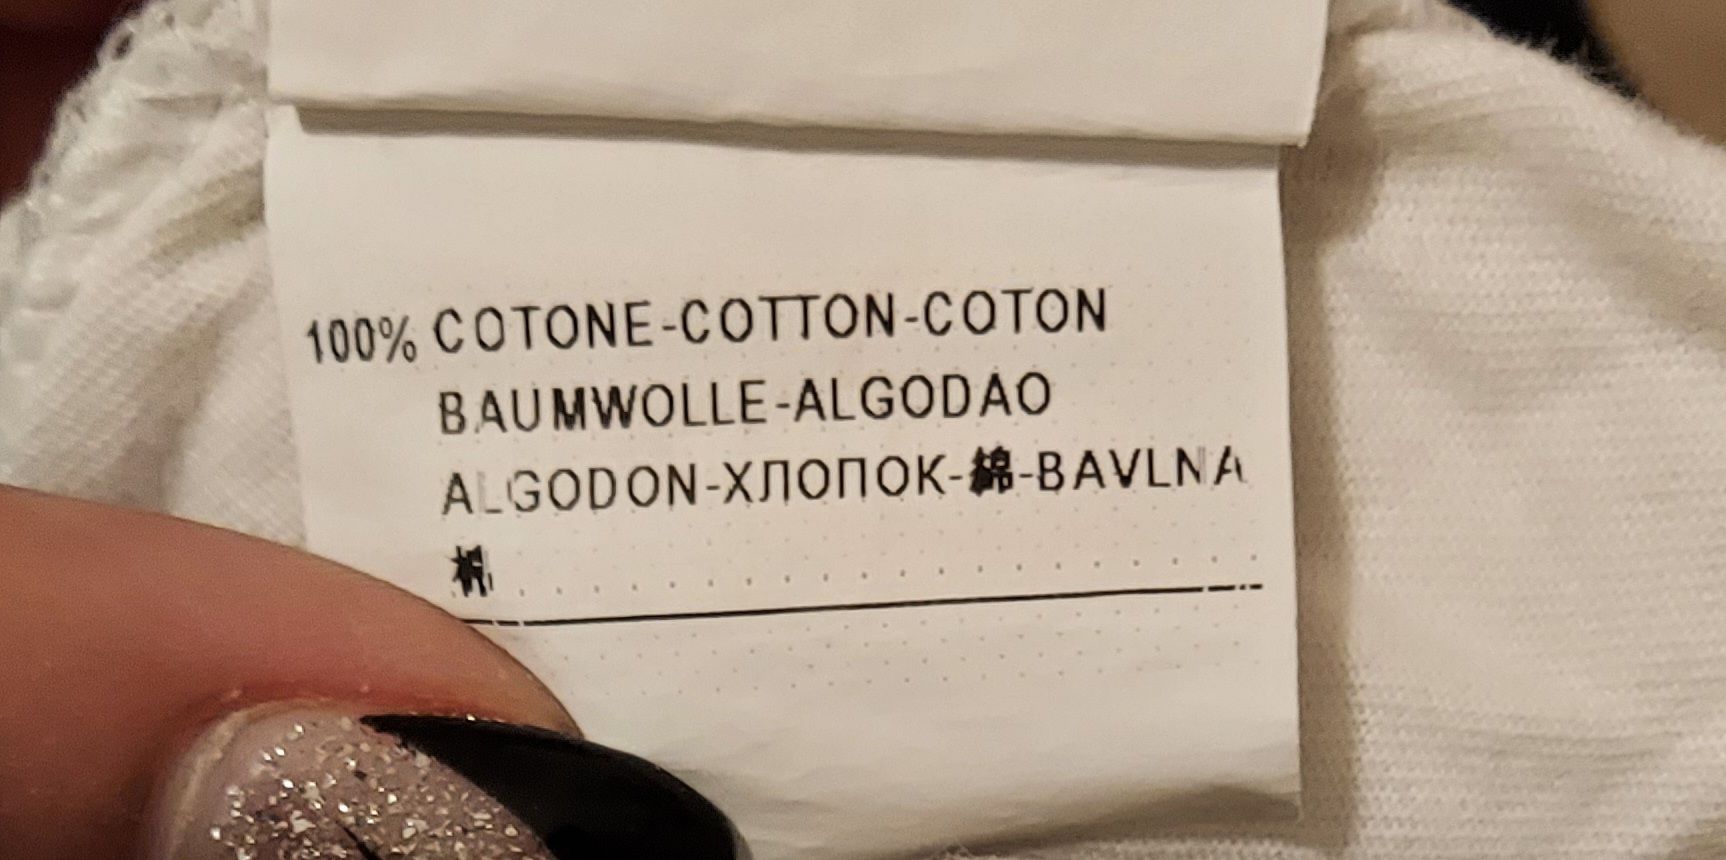 100% COTONE-COTTON-COTON
BAUMWOLLE-ALGODAO
ALGODON-ХЛОПОК-綿-BAVLNA
棉